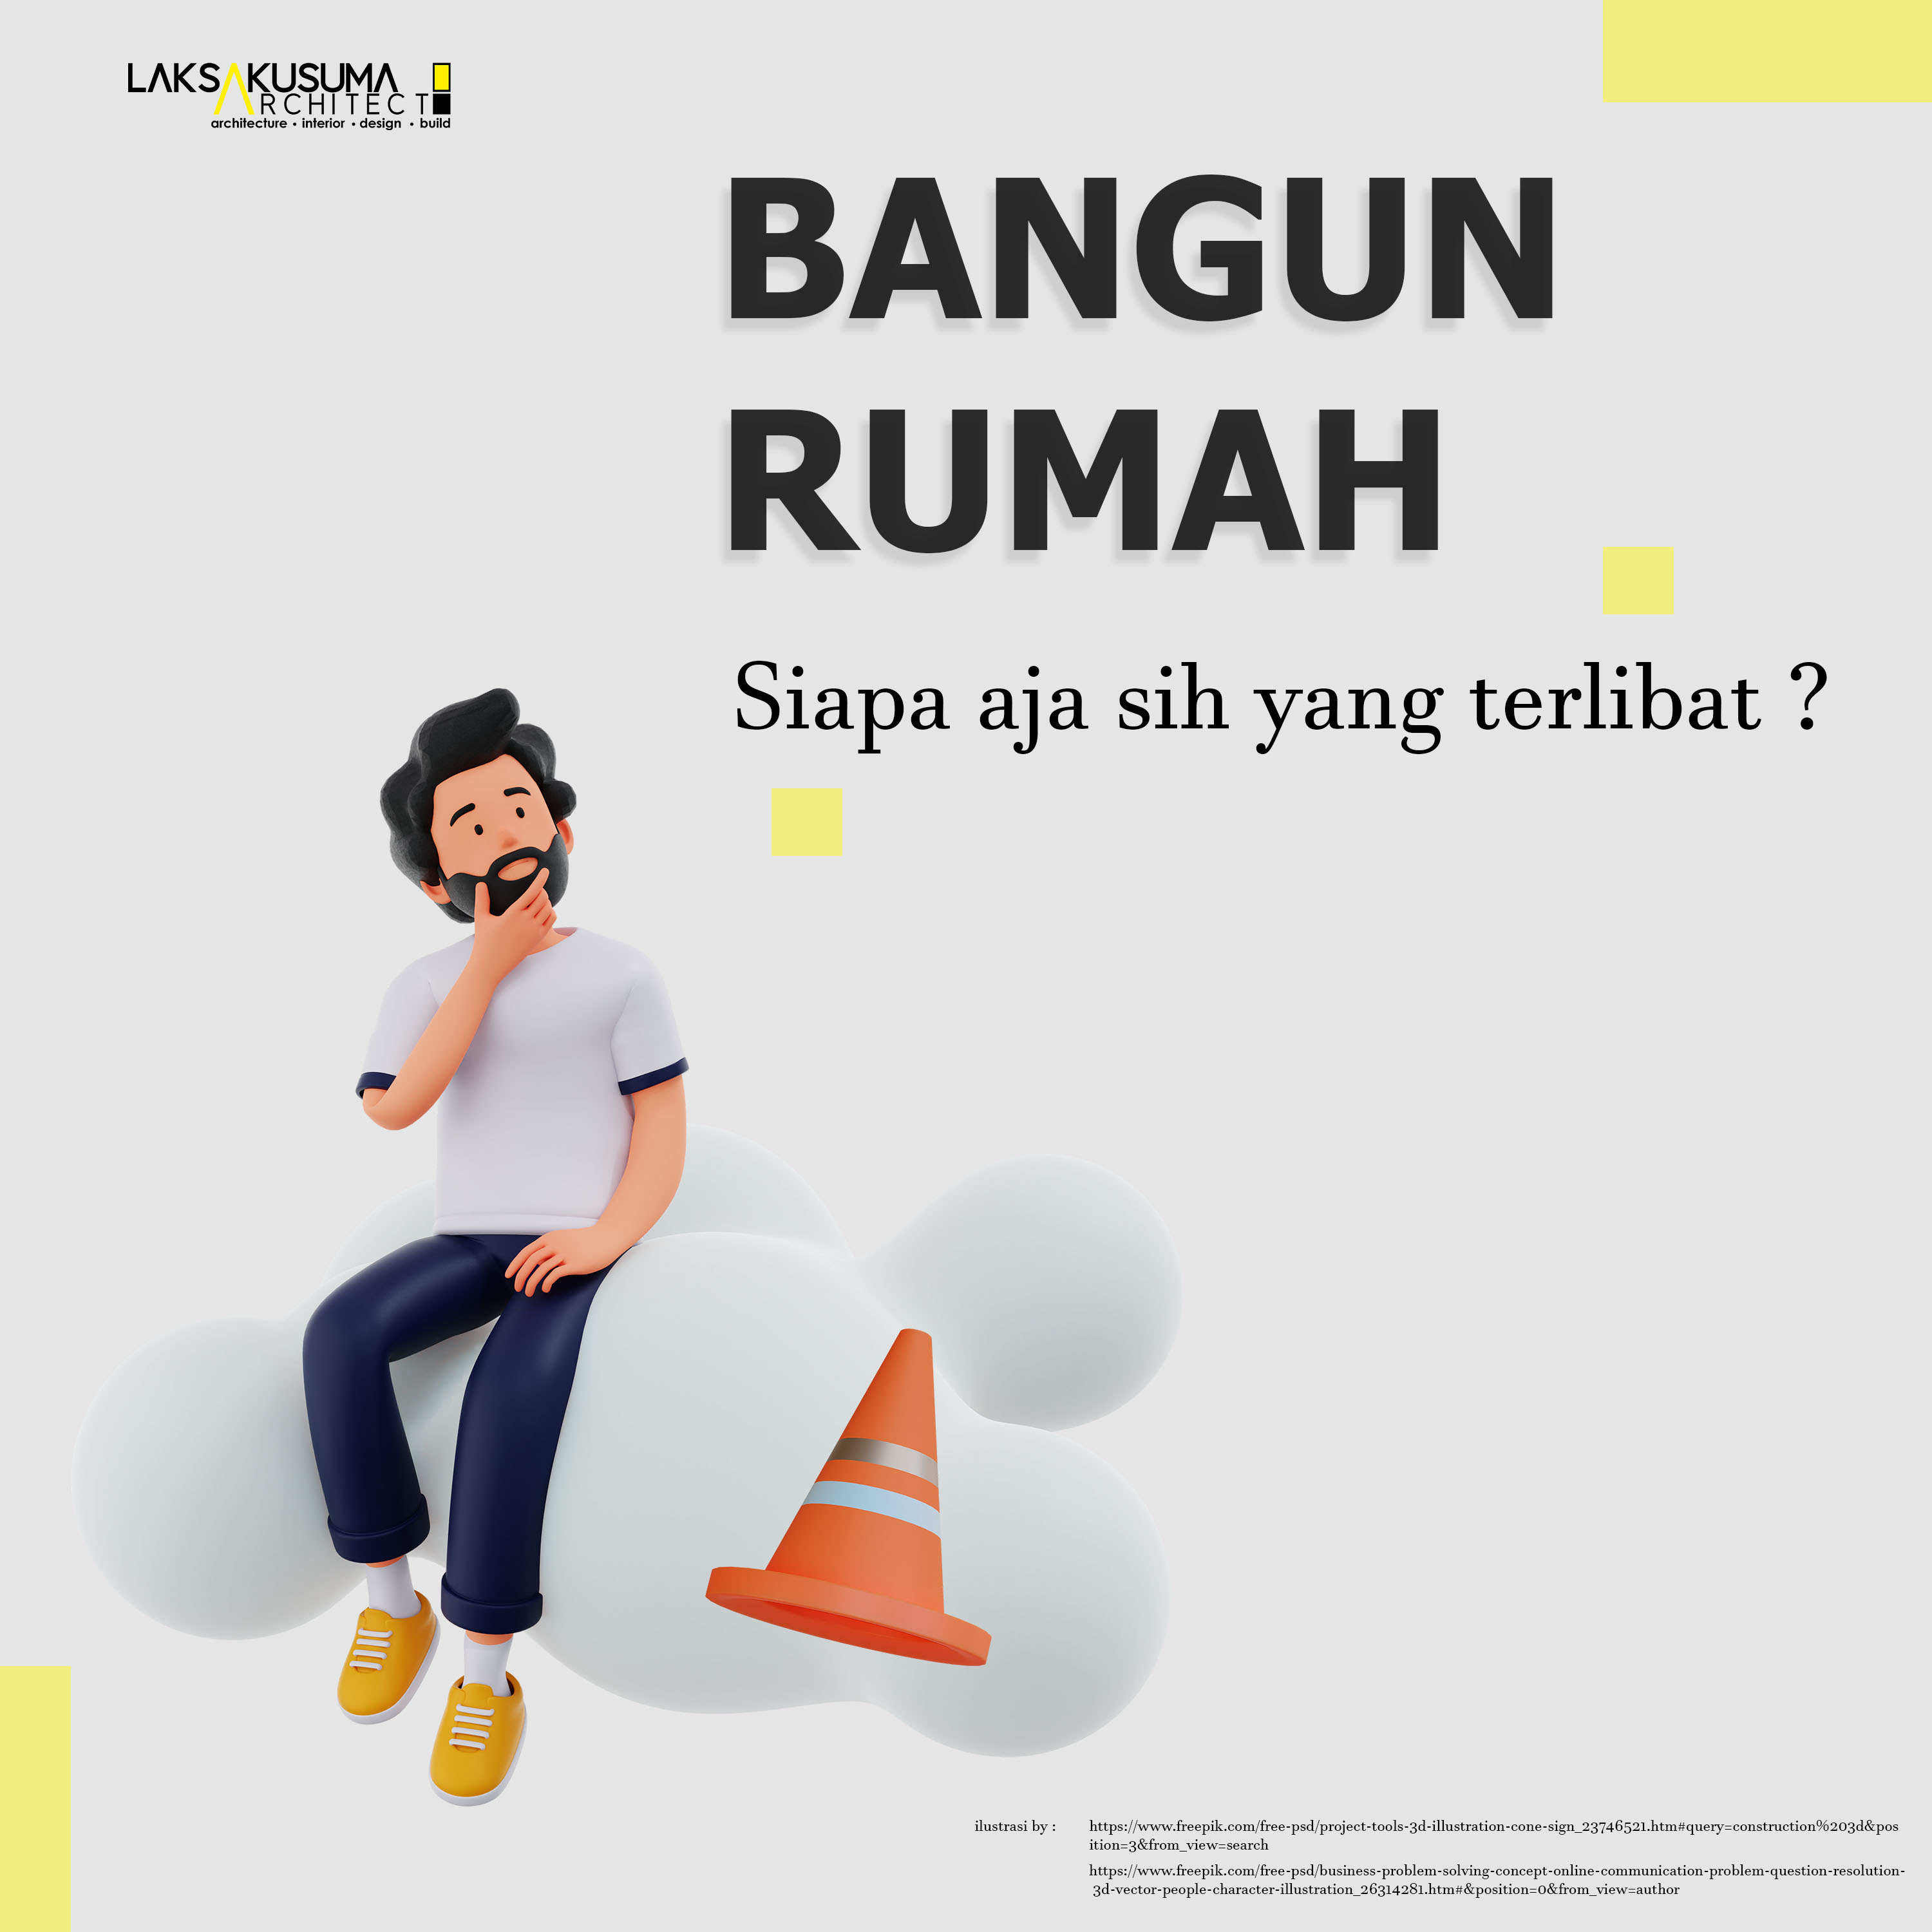 LAKSAKUSUMA
ARCHITECT
architecture • interior • design • build
BANGUN
RUMAH
Siapa aja sih yang terlibat ?
ilustrasi by :
https://www.freepik.com/free-psd/project-tools-3d-illustration-cone-sign_23746521.htm#query=construction%203d&pos
ition=3&from_view=search
https://www.freepik.com/free-psd/business-problem-solving-concept-online-communication-problem-question-resolution-
3d-vector-people-character-illustration_26314281.htm#&position=0&from_view=author